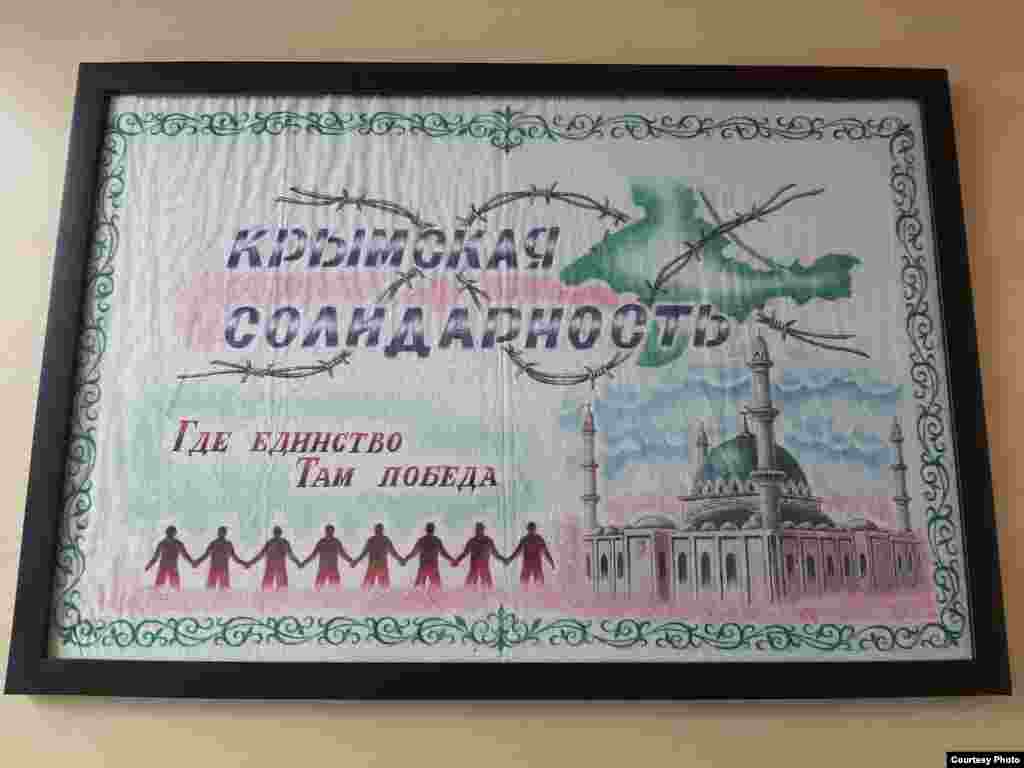 КРЫМСКАЯ
СОЛИДАРНОСТЬ
Где единство
Там победа
Courtesy Photo